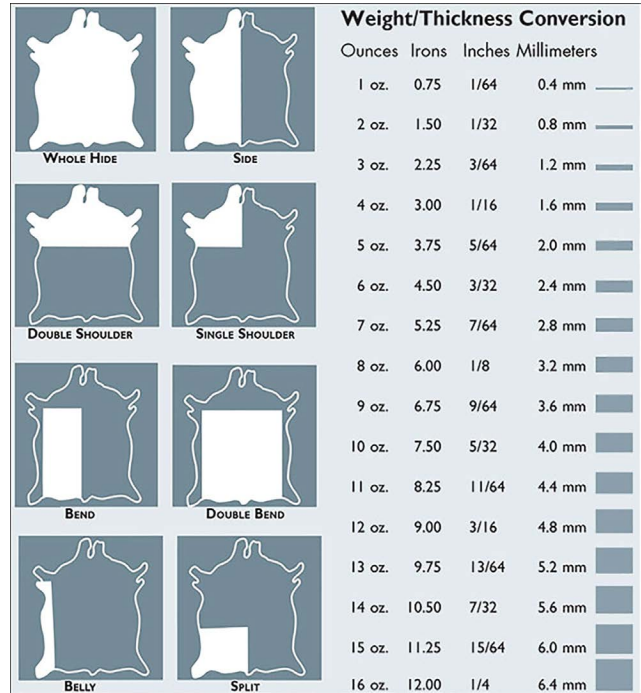 WHOLE HIDE
SIDE
DOUBLE SHOULDER
SINGLE SHOULDER
BEND
DOUBLE BEND
BELLY
SPLIT
Weight/Thickness Conversion
Ounces Irons Inches Millimeters
1 oz. 0.75 1/64 0.4 mm
2 oz. 1.50 1/32 0.8 mm
3 oz. 2.25 3/64 1.2 mm
4 oz. 3.00 1/16 1.6 mm
5 oz. 3.75 5/64 2.0 mm
6 oz. 4.50 3/32 2.4 mm
7 oz. 5.25 7/64 2.8 mm
8 oz. 6.00 1/8 3.2 mm
9 oz. 6.75 9/64 3.6 mm
10 oz. 7.50 5/32 4.0 mm
11 oz. 8.25 11/64 4.4 mm
12 oz. 9.00 3/16 4.8 mm
13 oz. 9.75 13/64 5.2 mm
14 oz. 10.50 7/32 5.6 mm
15 oz. 11.25 15/64 6.0 mm
16 oz. 12.00 1/4 6.4 mm